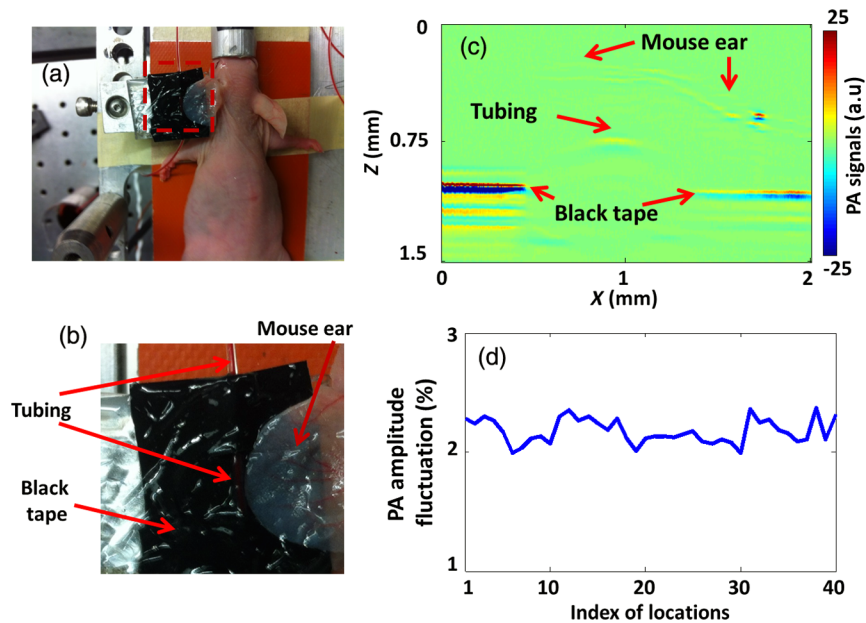 (a)
(b)
Mouse ear
Tubing
Black
tape
(c)
Mouse ear
Tubing
Black tape
Z (mm)
0
0.75
1.5
0
1
2
X (mm)
25
-25
PA signals (a.u)
(d)
PA amplitude
fluctuation (%)
3
2
1
1
10
20
30
40
Index of locations